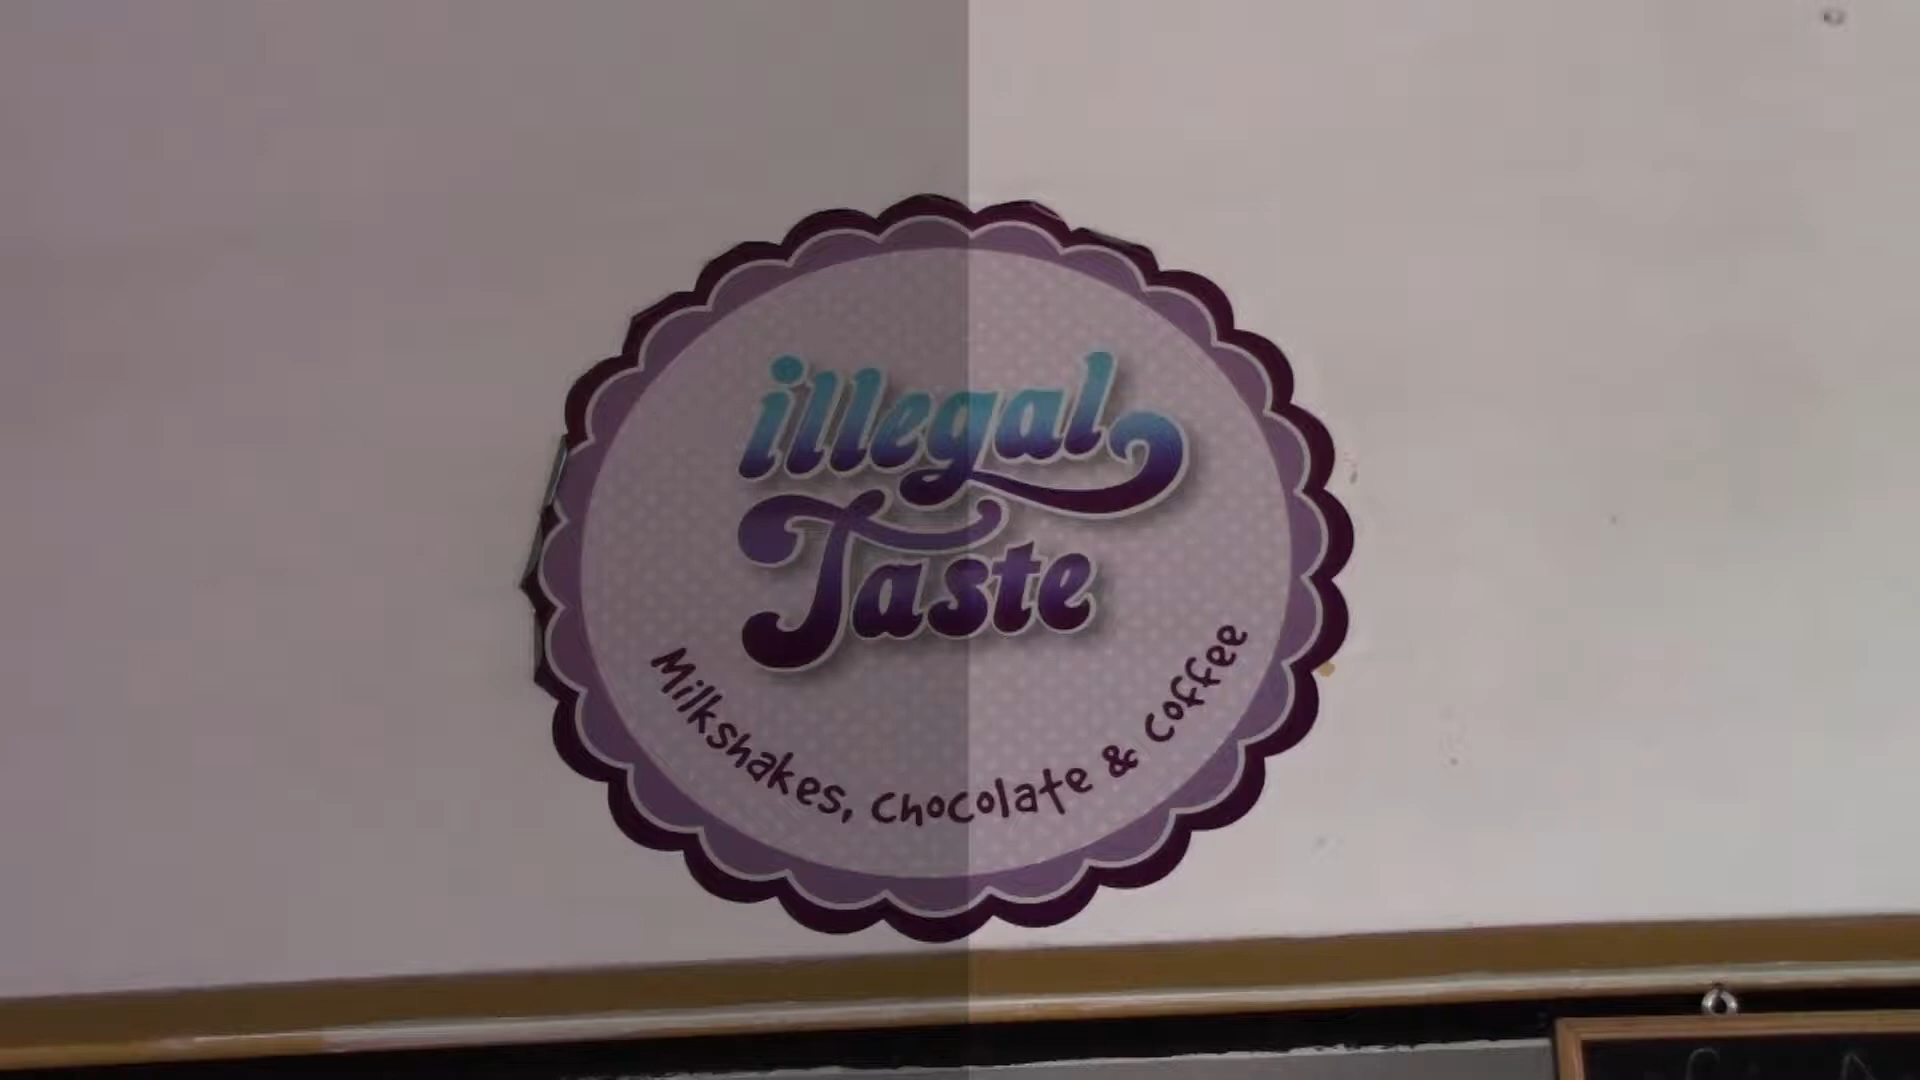 illegal
Taste
Milkshakes, Chocolate & Coffee